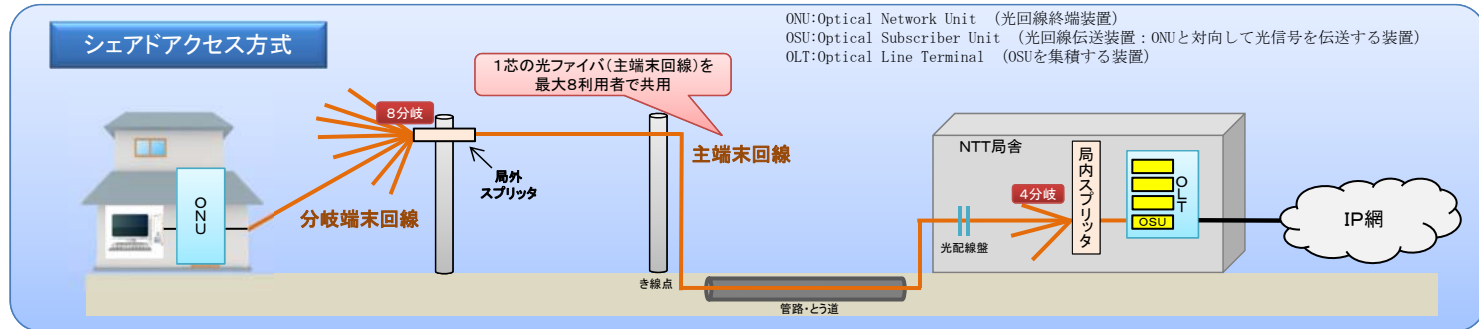 シェアドアクセス方式
ONU:Optical Network Unit (光回線終端装置)
OSU:Optical Subscriber Unit (光回線伝送装置:ONUと対向して光信号を伝送する装置)
OLT:Optical Line Terminal (OSUを集積する装置)
1芯の光ファイバ(主端末回線)を
最大8利用者で共用
8分岐
局外
スプリッタ
主端末回線
分岐端末回線
ONU
き線点
管路・とう道
NTT局舎
光配線盤
4分岐
局内スプリッタ
OLT
OSU
IP網